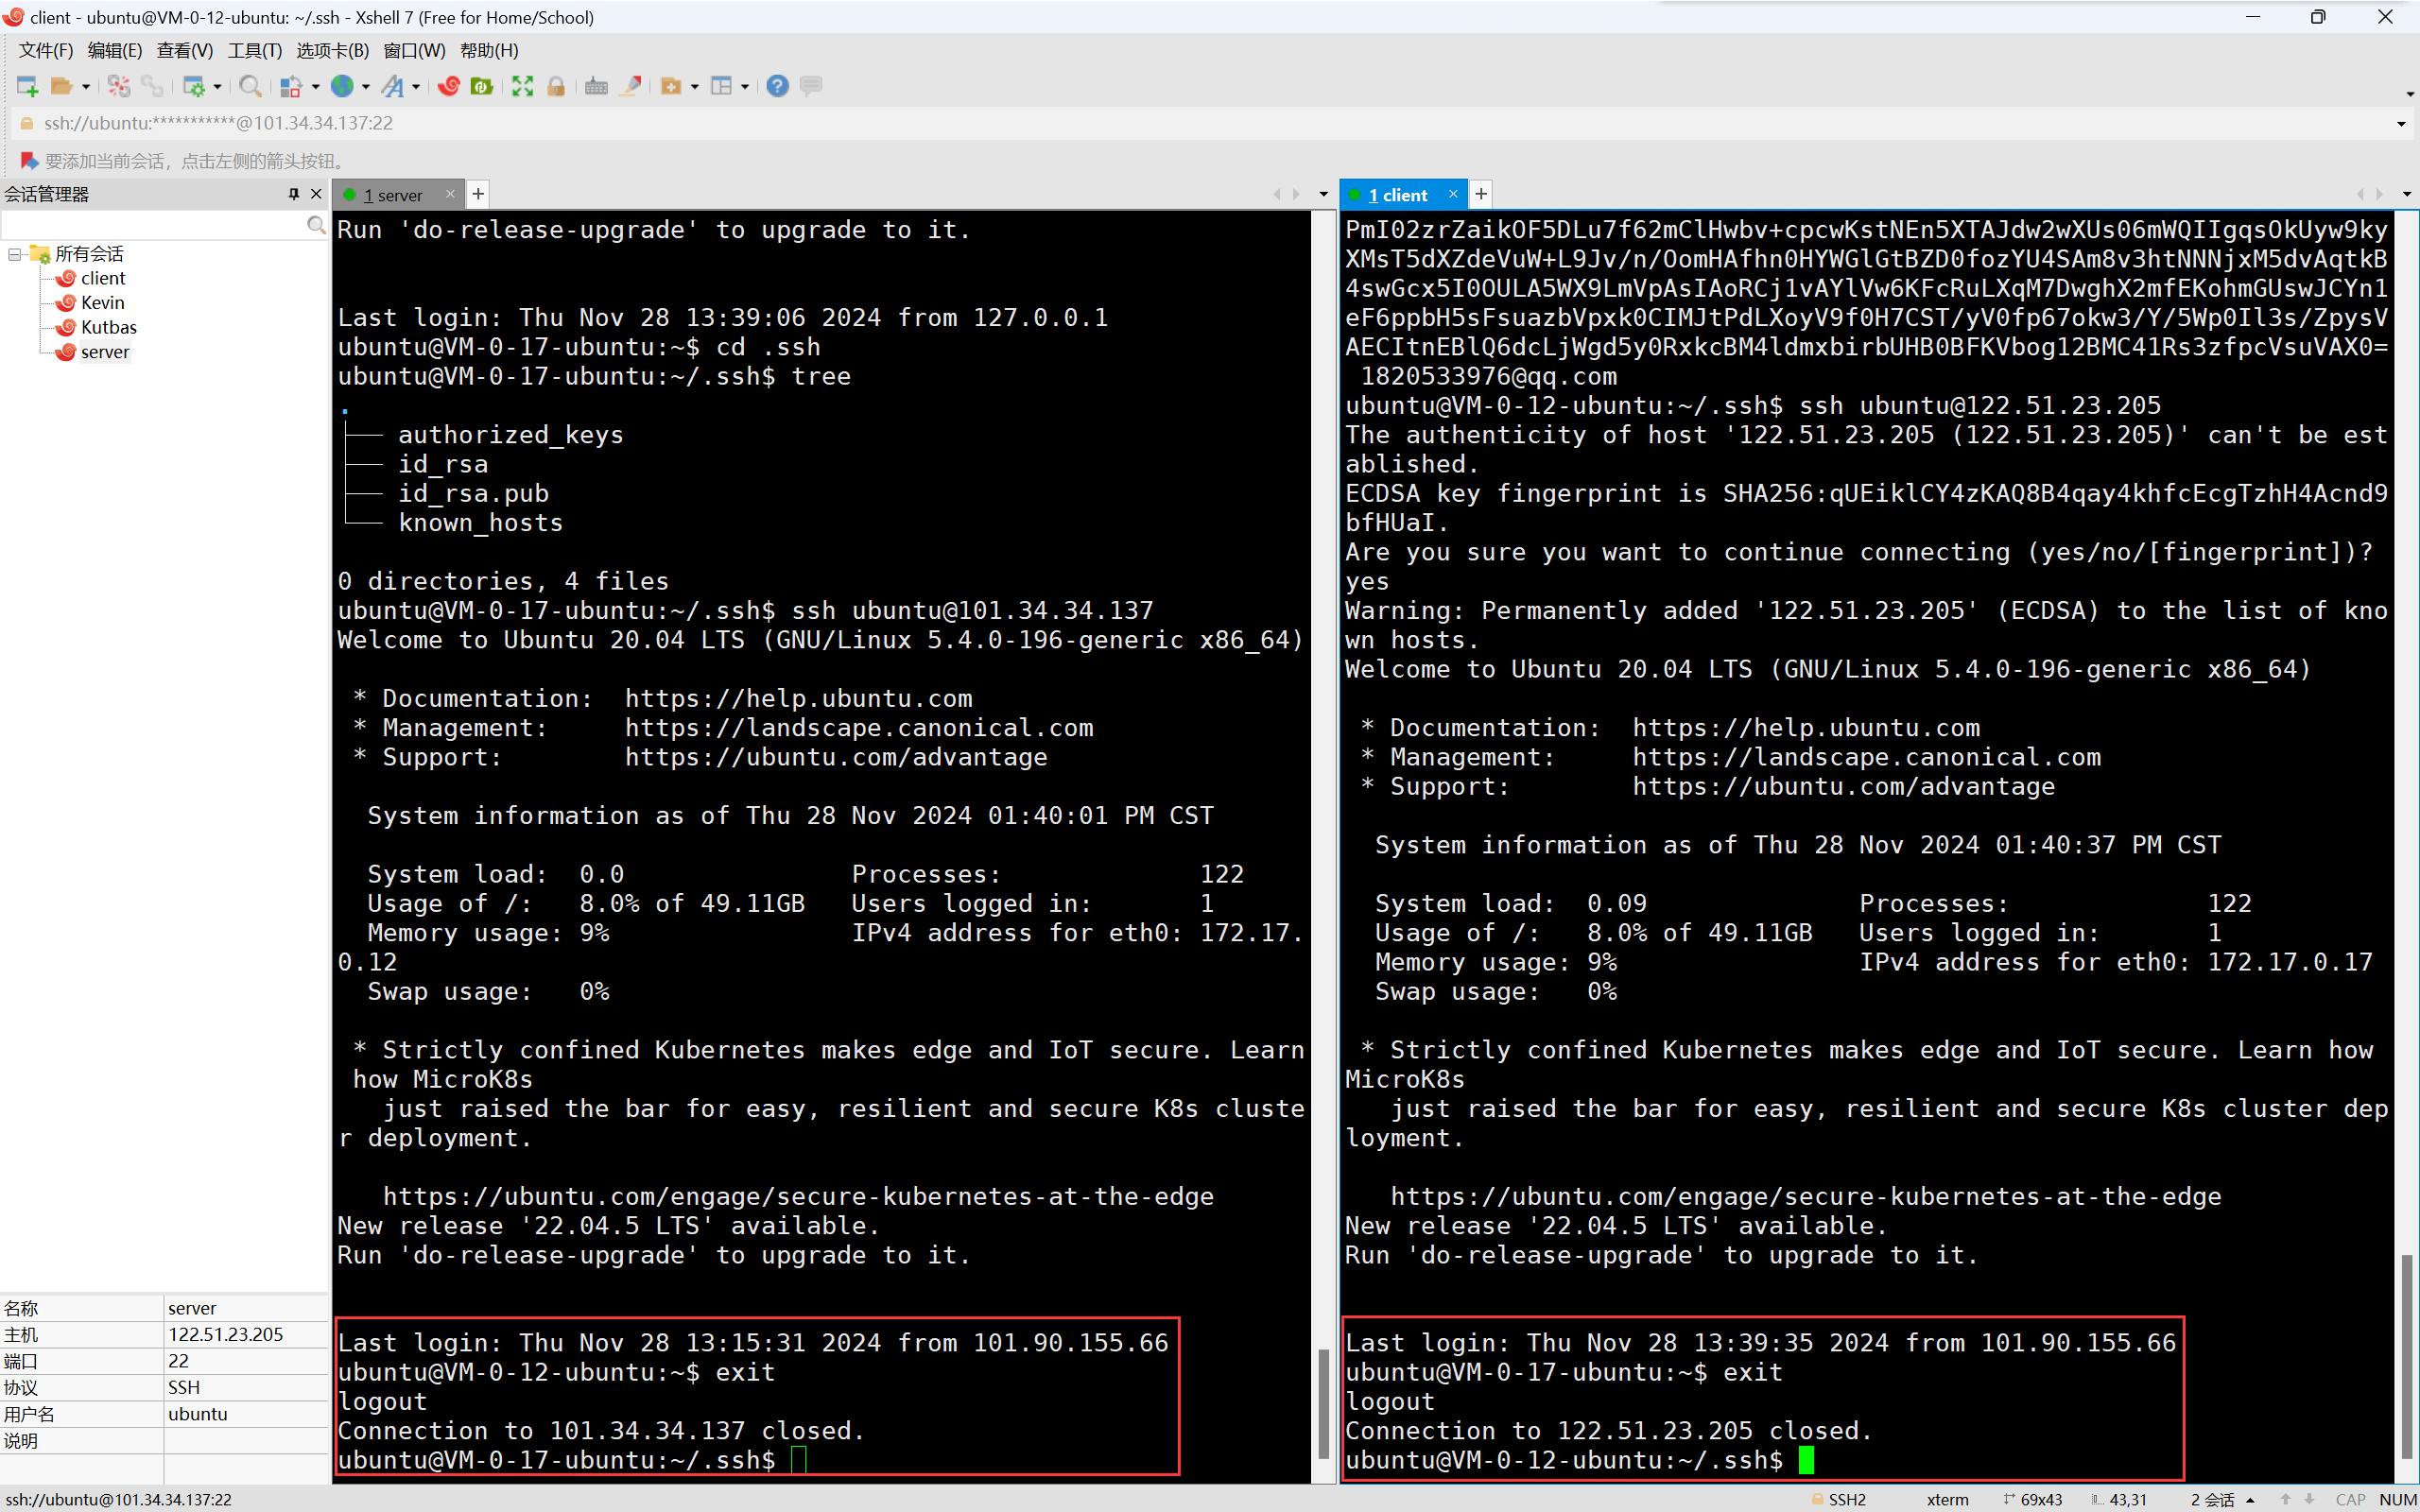 client - ubuntu@VM-0-12-ubuntu: ~/.ssh - Xshell 7 (Free for Home/School)
文件(F) 编辑(E) 查看(V) 工具(T) 选项卡(B) 窗口(W) 帮助(H)
ssh://ubuntu:***********@101.34.34.137:22
要添加当前会话，点击左侧的箭头按钮。
会话管理器
所有会话
client
Kevin
Kutbas
server
名称 server
主机 122.51.23.205
端口 22
协议 SSH
用户名 ubuntu
说明
1 server
Run 'do-release-upgrade' to upgrade to it.
Last login: Thu Nov 28 13:39:06 2024 from 127.0.0.1
ubuntu@VM-0-17-ubuntu:~$ cd .ssh
ubuntu@VM-0-17-ubuntu:~/.ssh$ tree
.
├── authorized_keys
├── id_rsa
├── id_rsa.pub
└── known_hosts
0 directories, 4 files
ubuntu@VM-0-17-ubuntu:~/.ssh$ ssh ubuntu@101.34.34.137
Welcome to Ubuntu 20.04 LTS (GNU/Linux 5.4.0-196-generic x86_64)
* Documentation:  https://help.ubuntu.com
* Management:     https://landscape.canonical.com
* Support:        https://ubuntu.com/advantage
System information as of Thu 28 Nov 2024 01:40:01 PM CST
System load:  0.0               Processes:             122
Usage of /:   8.0% of 49.11GB   Users logged in:       1
Memory usage: 9%                IPv4 address for eth0: 172.17.
0.12
Swap usage:   0%
* Strictly confined Kubernetes makes edge and IoT secure. Learn
how MicroK8s
just raised the bar for easy, resilient and secure K8s cluste
r deployment.
https://ubuntu.com/engage/secure-kubernetes-at-the-edge
New release '22.04.5 LTS' available.
Run 'do-release-upgrade' to upgrade to it.
Last login: Thu Nov 28 13:15:31 2024 from 101.90.155.66
ubuntu@VM-0-12-ubuntu:~$ exit
logout
Connection to 101.34.34.137 closed.
ubuntu@VM-0-17-ubuntu:~/.ssh$
1 client
PmI02zrZaikOF5DLu7f62mClHwbv+cpcwKstNEn5XTAJdw2wXUs06mWQIIgqsOkUyw9ky
XMsT5dXZdeVuW+L9Jv/n/OomHAfhn0HYWGlGtBZD0fozYU4SAm8v3htNNNjxM5dvAqtkB
4swGcx5I0OULA5WX9LmVpAsIAoRCj1vAYlVw6KFcRuLXqM7DwghX2mfEKohmGUswJCYn1
eF6ppbH5sFsuazbVpxk0CIMJtPdLXoyV9f0H7CST/yV0fp67okw3/Y/5Wp0Il3s/ZpysV
AECItnEBlQ6dcLjWgd5y0RxkcBM4ldmxbirbUHB0BFKVbog12BMC41Rs3zfpcVsuVAX0=
1820533976@qq.com
ubuntu@VM-0-12-ubuntu:~/.ssh$ ssh ubuntu@122.51.23.205
The authenticity of host '122.51.23.205 (122.51.23.205)' can't be est
ablished.
ECDSA key fingerprint is SHA256:qUEiklCY4zKAQ8B4qay4khfcEcgTzhH4Acnd9
bfHUaI.
Are you sure you want to continue connecting (yes/no/[fingerprint])?
yes
Warning: Permanently added '122.51.23.205' (ECDSA) to the list of kno
wn hosts.
Welcome to Ubuntu 20.04 LTS (GNU/Linux 5.4.0-196-generic x86_64)
* Documentation:  https://help.ubuntu.com
* Management:     https://landscape.canonical.com
* Support:        https://ubuntu.com/advantage
System information as of Thu 28 Nov 2024 01:40:37 PM CST
System load:  0.09              Processes:             122
Usage of /:   8.0% of 49.11GB   Users logged in:       1
Memory usage: 9%                IPv4 address for eth0: 172.17.0.17
Swap usage:   0%
* Strictly confined Kubernetes makes edge and IoT secure. Learn how
MicroK8s
just raised the bar for easy, resilient and secure K8s cluster dep
loyment.
https://ubuntu.com/engage/secure-kubernetes-at-the-edge
New release '22.04.5 LTS' available.
Run 'do-release-upgrade' to upgrade to it.
Last login: Thu Nov 28 13:39:35 2024 from 101.90.155.66
ubuntu@VM-0-17-ubuntu:~$ exit
logout
Connection to 122.51.23.205 closed.
ubuntu@VM-0-12-ubuntu:~/.ssh$
ssh://ubuntu@101.34.34.137:22 SSH2 xterm 69x43 43,31 2 会话 CAP NUM